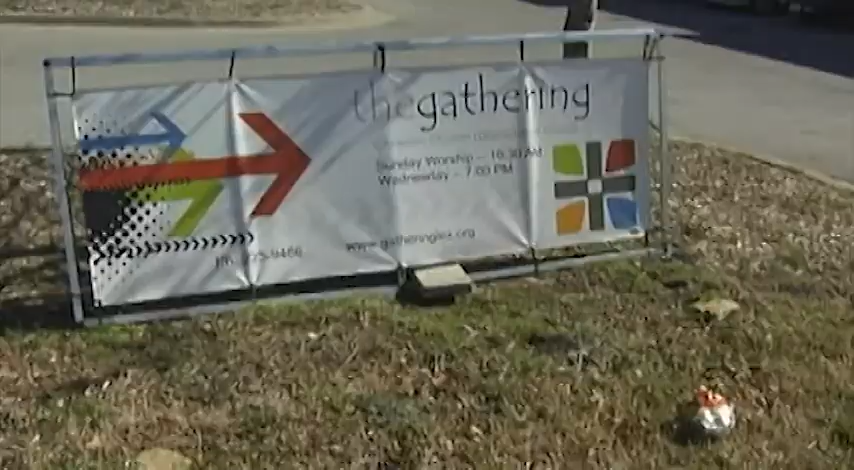 thegathering
Sunday Worship - 10:30 AM
Wednesday - 7:00 PM
www.gatheringlex.org